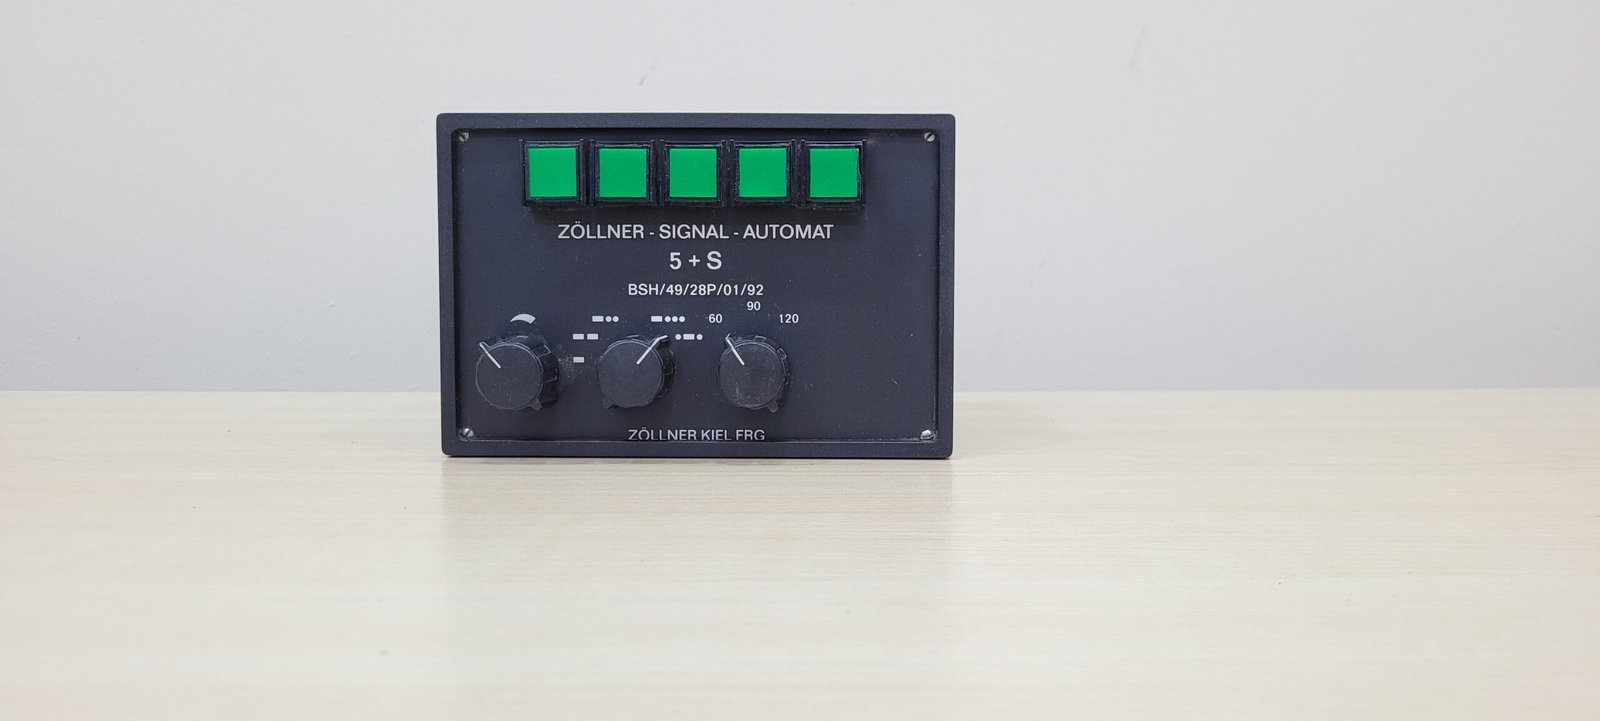 ZÖLLNER - SIGNAL - AUTOMAT
5 + S
BSH/49/28P/01/92
60 90 120
ZÖLLNER KIEL FRG